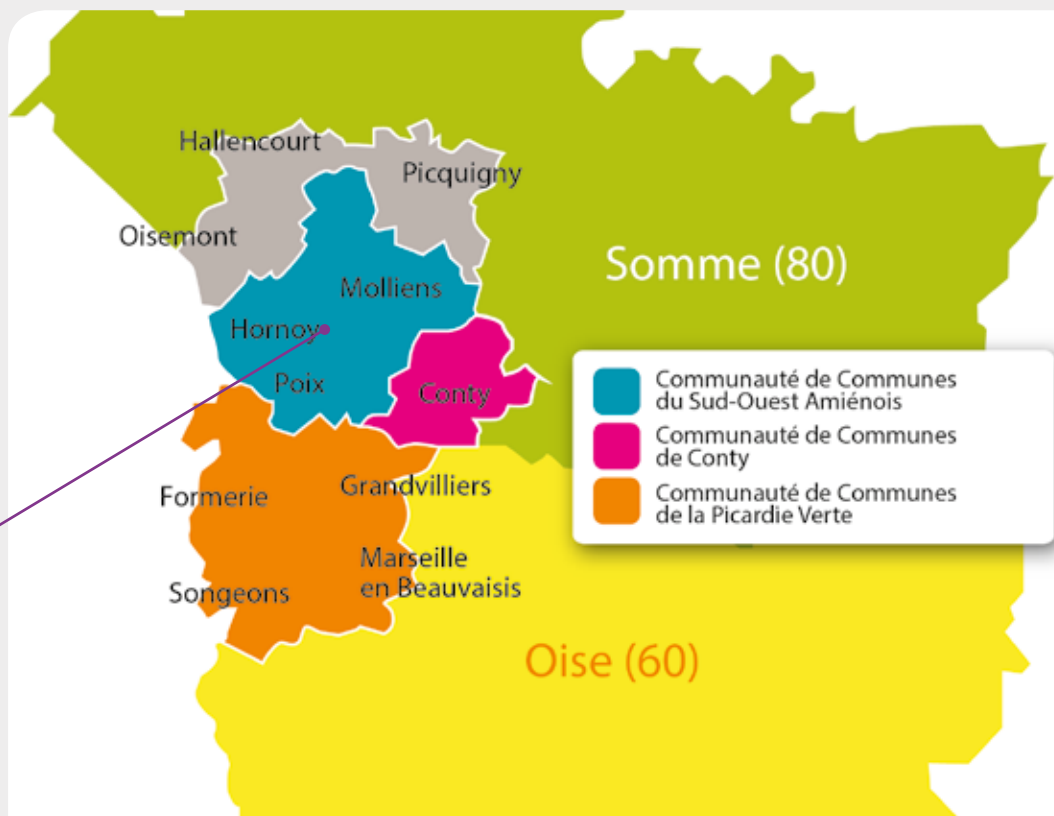 Hallencourt
Picquigny
Oisemont
Somme (80)
Molliens
Hornoy
Poix
Conty
Communauté de Communes
du Sud-Ouest Amiénois
Communauté de Communes
de Conty
Communauté de Communes
de la Picardie Verte
Formerie
Grandvilliers
Marseille
en Beauvaisis
Songeons
Oise (60)